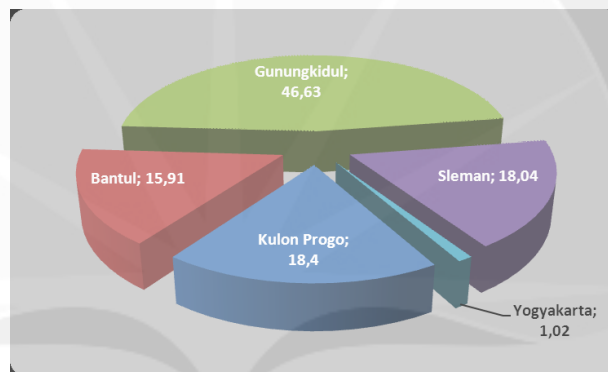 Gunungkidul;
46,63
Bantul; 15,91
Sleman; 18,04
Kulon Progo;
18,4
Yogyakarta;
1,02